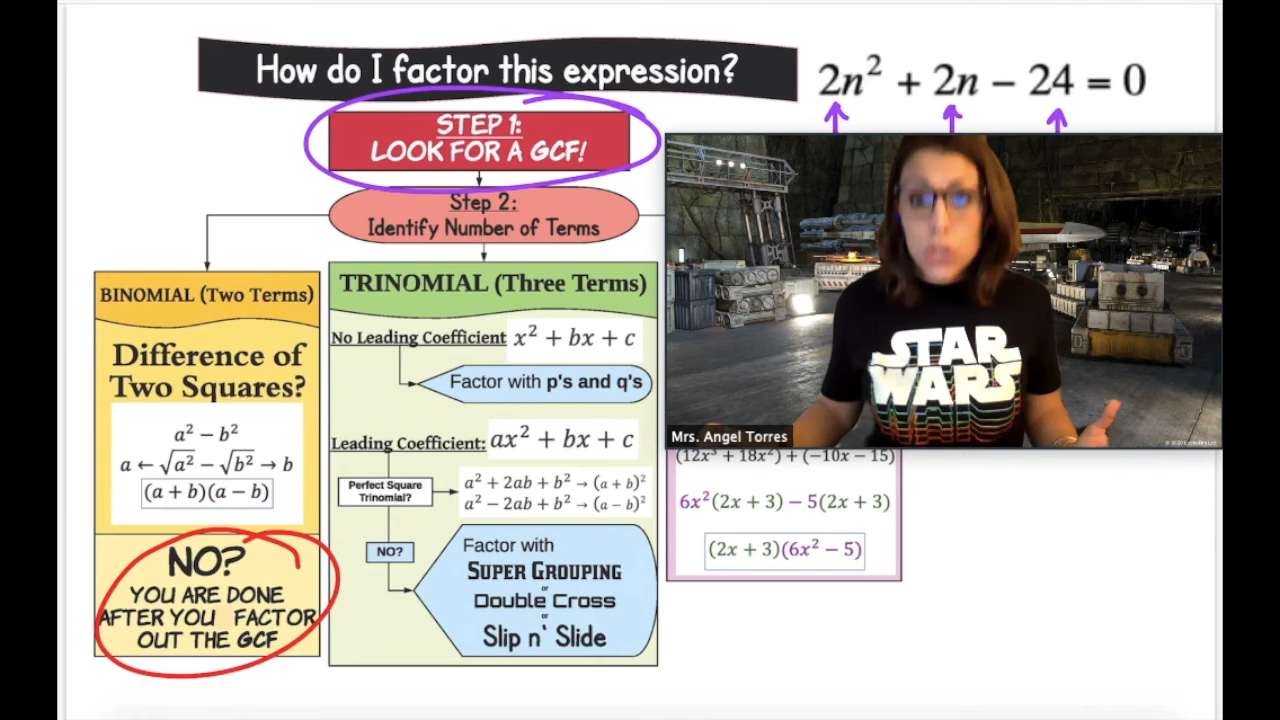 How do I factor this expression?
2n² + 2n − 24 = 0
STEP 1:
LOOK FOR A GCF!
Step 2:
Identify Number of Terms
BINOMIAL (Two Terms)
Difference of
Two Squares?
a² − b²
a ← √a² − √b² → b
(a + b)(a − b)
NO?
YOU ARE DONE
AFTER YOU FACTOR
OUT THE GCF
TRINOMIAL (Three Terms)
No Leading Coefficient: x² + bx + c
Factor with p's and q's
Leading Coefficient: ax² + bx + c
Perfect Square
Trinomial?
a² + 2ab + b² → (a + b)²
a² − 2ab + b² → (a − b)²
NO?
Factor with
SUPER GROUPING
or
Double Cross
or
Slip n' Slide
STAR
WARS
Mrs. Angel Torres
(12x³ + 18x²) + (−10x − 15)
6x²(2x + 3) − 5(2x + 3)
(2x + 3)(6x² − 5)